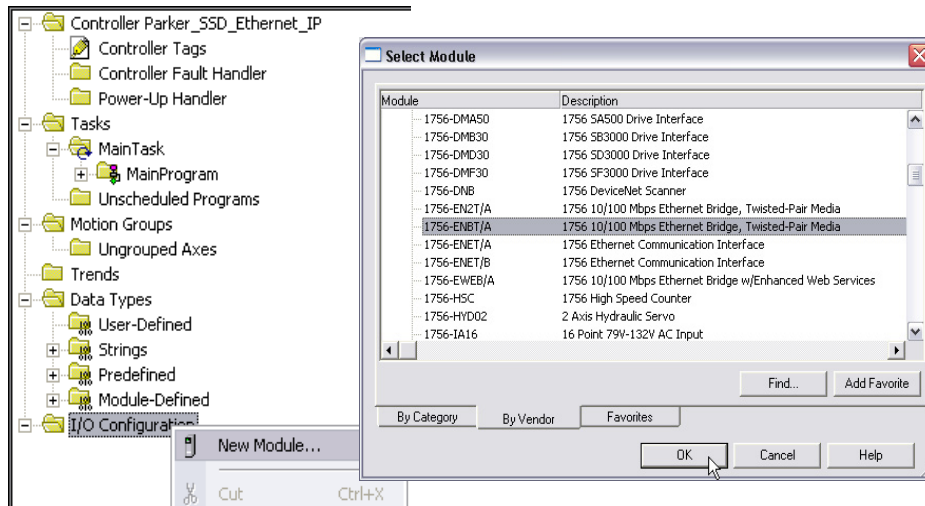 Controller Parker_SSD_Ethernet_IP
Controller Tags
Controller Fault Handler
Power-Up Handler
Tasks
MainTask
MainProgram
Unscheduled Programs
Motion Groups
Ungrouped Axes
Trends
Data Types
User-Defined
Strings
Predefined
Module-Defined
I/O Configuration
New Module...
Cut Ctrl+X
Select Module
Module Description
1756-DMA50 1756 SA500 Drive Interface
1756-DMB30 1756 SB3000 Drive Interface
1756-DMD30 1756 SD3000 Drive Interface
1756-DMF30 1756 SF3000 Drive Interface
1756-DNB 1756 DeviceNet Scanner
1756-EN2T/A 1756 10/100 Mbps Ethernet Bridge, Twisted-Pair Media
1756-ENBT/A 1756 10/100 Mbps Ethernet Bridge, Twisted-Pair Media
1756-ENET/A 1756 Ethernet Communication Interface
1756-ENET/B 1756 Ethernet Communication Interface
1756-EWEB/A 1756 10/100 Mbps Ethernet Bridge w/Enhanced Web Services
1756-HSC 1756 High Speed Counter
1756-HYD02 2 Axis Hydraulic Servo
1756-IA16 16 Point 79V-132V AC Input
Find... Add Favorite
By Category By Vendor Favorites
OK Cancel Help